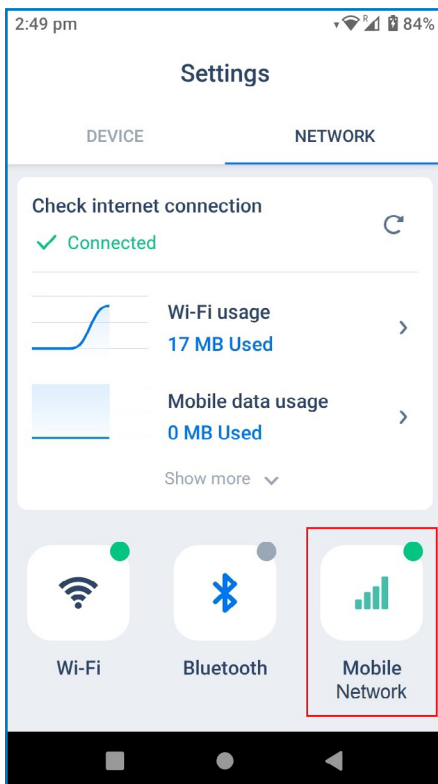 2:49 pm
R
84%
Settings
DEVICE
NETWORK
Check internet connection
Connected
Wi-Fi usage
17 MB Used
Mobile data usage
0 MB Used
Show more
Wi-Fi
Bluetooth
Mobile
Network